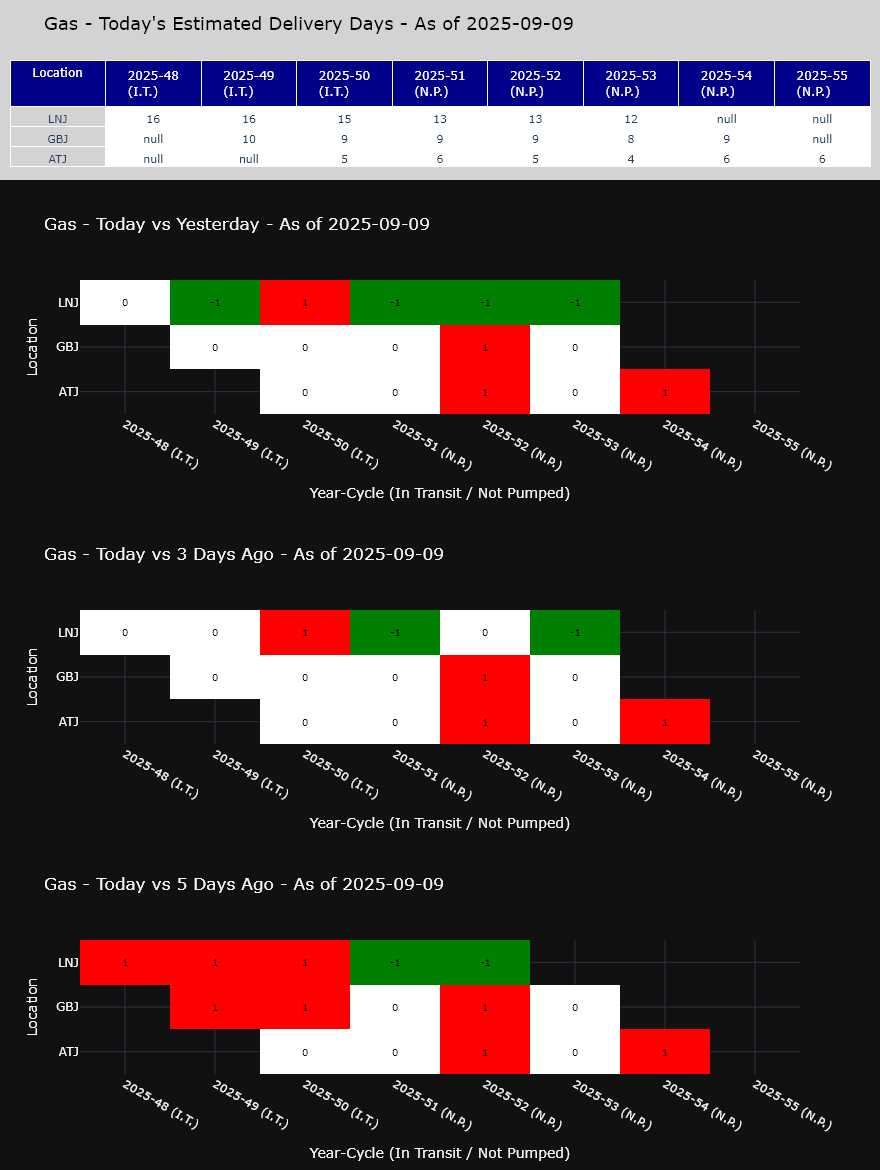 Gas - Today's Estimated Delivery Days - As of 2025-09-09
Location 2025-48 (I.T.) 2025-49 (I.T.) 2025-50 (I.T.) 2025-51 (N.P.) 2025-52 (N.P.) 2025-53 (N.P.) 2025-54 (N.P.) 2025-55 (N.P.)
LNJ 16 16 15 13 13 12 null null
GBJ null 10 9 9 9 8 9 null
ATJ null null 5 6 5 4 6 6
Gas - Today vs Yesterday - As of 2025-09-09
Location
LNJ 0 -1 1 -1 -1 -1
GBJ 0 0 0 1 0
ATJ 0 0 1 0 1
2025-48 (I.T.) 2025-49 (I.T.) 2025-50 (I.T.) 2025-51 (N.P.) 2025-52 (N.P.) 2025-53 (N.P.) 2025-54 (N.P.) 2025-55 (N.P.)
Year-Cycle (In Transit / Not Pumped)
Gas - Today vs 3 Days Ago - As of 2025-09-09
Location
LNJ 0 0 1 -1 0 -1
GBJ 0 0 0 1 0
ATJ 0 0 1 0 1
2025-48 (I.T.) 2025-49 (I.T.) 2025-50 (I.T.) 2025-51 (N.P.) 2025-52 (N.P.) 2025-53 (N.P.) 2025-54 (N.P.) 2025-55 (N.P.)
Year-Cycle (In Transit / Not Pumped)
Gas - Today vs 5 Days Ago - As of 2025-09-09
Location
LNJ 1 1 1 -1 -1
GBJ 1 1 0 1 0
ATJ 0 0 1 0 1
2025-48 (I.T.) 2025-49 (I.T.) 2025-50 (I.T.) 2025-51 (N.P.) 2025-52 (N.P.) 2025-53 (N.P.) 2025-54 (N.P.) 2025-55 (N.P.)
Year-Cycle (In Transit / Not Pumped)